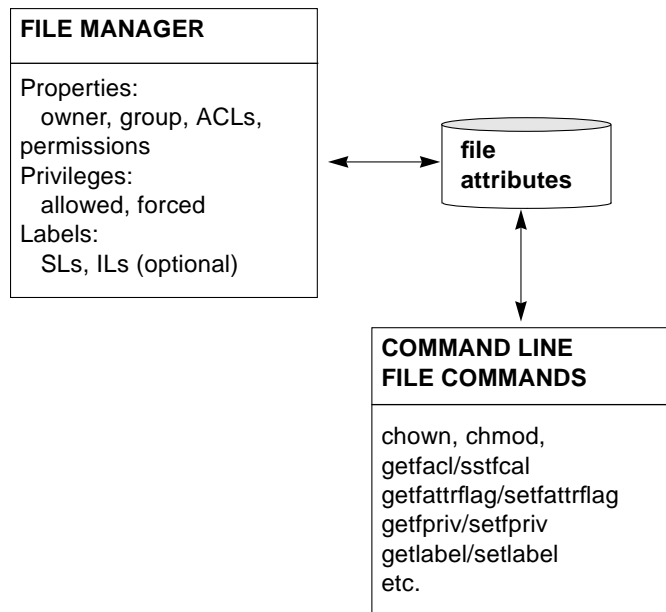 FILE MANAGER
Properties:
owner, group, ACLs,
permissions
Privileges:
allowed, forced
Labels:
SLs, ILs (optional)
file
attributes
COMMAND LINE
FILE COMMANDS
chown, chmod,
getfacl/sstfcal
getfattrflag/setfattrflag
getfpriv/setfpriv
getlabel/setlabel
etc.